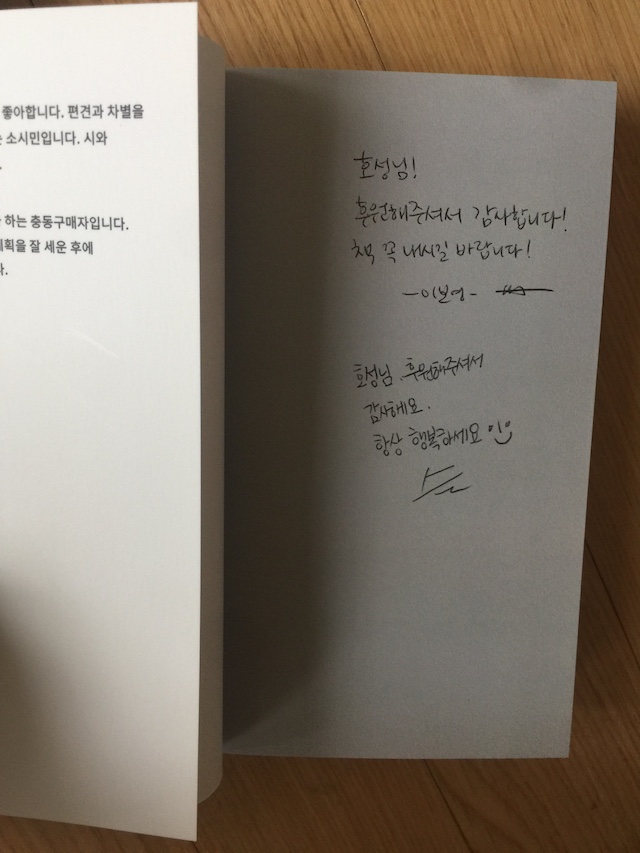 좋아합니다. 편견과 차별을
는 소시민입니다. 시와
하는 충동구매자입니다.
계획을 잘 세운 후에
다.
호성님!
후원해주셔서 감사합니다!
책 꼭 내시길 바랍니다!
-이보영-
호성님, 후원해주셔서
감사해요.
항상 행복하세요